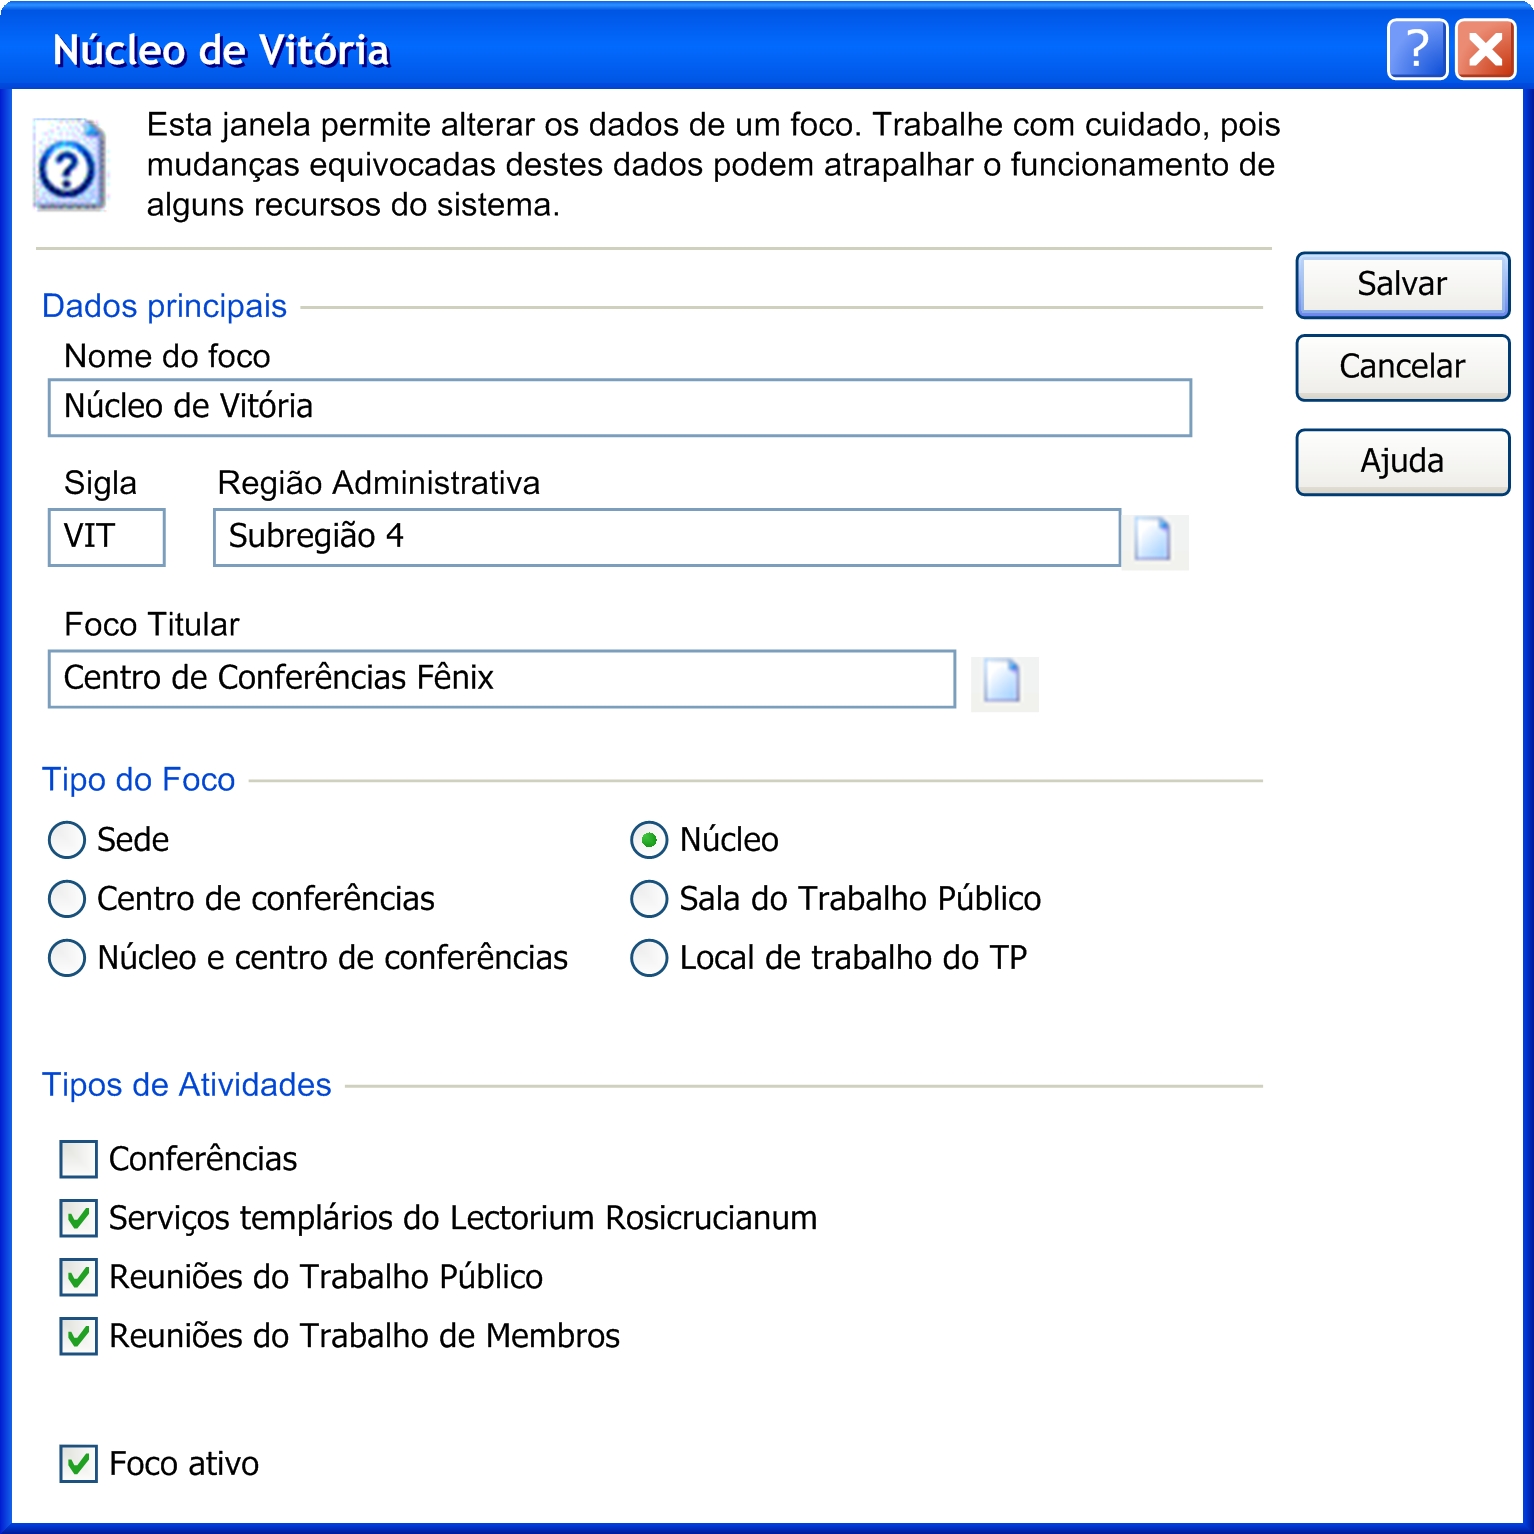 Núcleo de Vitória
Esta janela permite alterar os dados de um foco. Trabalhe com cuidado, pois
mudanças equivocadas destes dados podem atrapalhar o funcionamento de
alguns recursos do sistema.
Salvar
Cancelar
Ajuda
Dados principais
Nome do foco
Núcleo de Vitória
Sigla Região Administrativa
VIT Subregião 4
Foco Titular
Centro de Conferências Fênix
Tipo do Foco
Sede Núcleo
Centro de conferências Sala do Trabalho Público
Núcleo e centro de conferências Local de trabalho do TP
Tipos de Atividades
Conferências
Serviços templários do Lectorium Rosicrucianum
Reuniões do Trabalho Público
Reuniões do Trabalho de Membros
Foco ativo